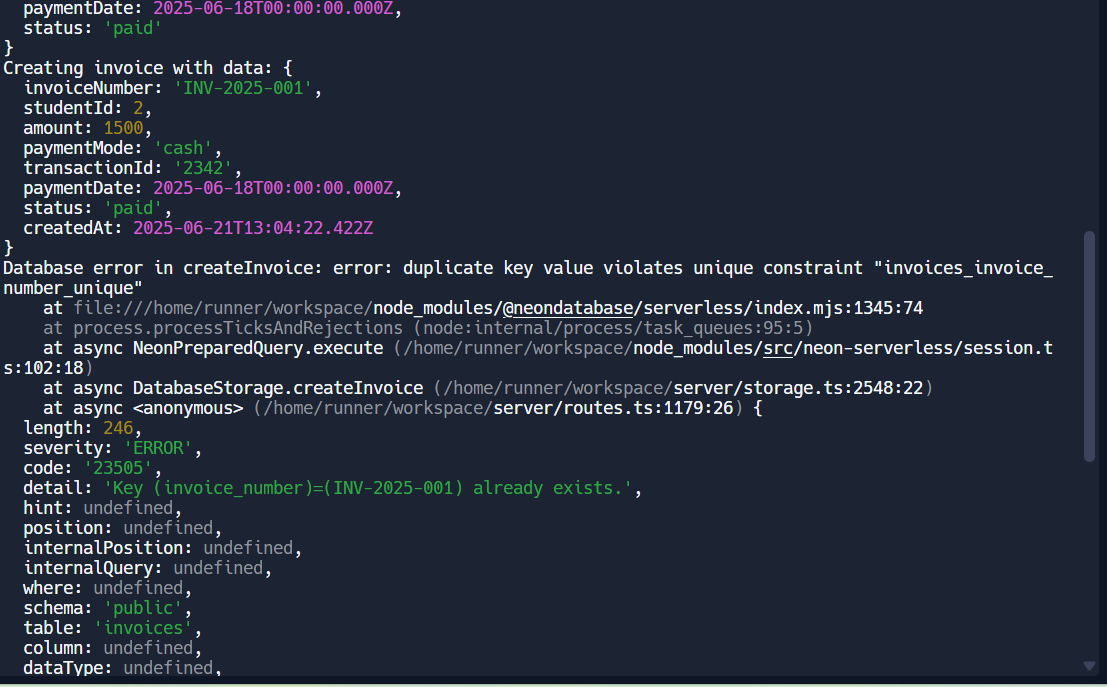 paymentDate: 2025-06-18T00:00:00.000Z,
  status: 'paid'
}
Creating invoice with data: {
  invoiceNumber: 'INV-2025-001',
  studentId: 2,
  amount: 1500,
  paymentMode: 'cash',
  transactionId: '2342',
  paymentDate: 2025-06-18T00:00:00.000Z,
  status: 'paid',
  createdAt: 2025-06-21T13:04:22.422Z
}
Database error in createInvoice: error: duplicate key value violates unique constraint "invoices_invoice_
number_unique"
    at file:///home/runner/workspace/node_modules/@neondatabase/serverless/index.mjs:1345:74
    at process.processTicksAndRejections (node:internal/process/task_queues:95:5)
    at async NeonPreparedQuery.execute (/home/runner/workspace/node_modules/src/neon-serverless/session.t
s:102:18)
    at async DatabaseStorage.createInvoice (/home/runner/workspace/server/storage.ts:2548:22)
    at async <anonymous> (/home/runner/workspace/server/routes.ts:1179:26) {
  length: 246,
  severity: 'ERROR',
  code: '23505',
  detail: 'Key (invoice_number)=(INV-2025-001) already exists.',
  hint: undefined,
  position: undefined,
  internalPosition: undefined,
  internalQuery: undefined,
  where: undefined,
  schema: 'public',
  table: 'invoices',
  column: undefined,
  dataType: undefined,